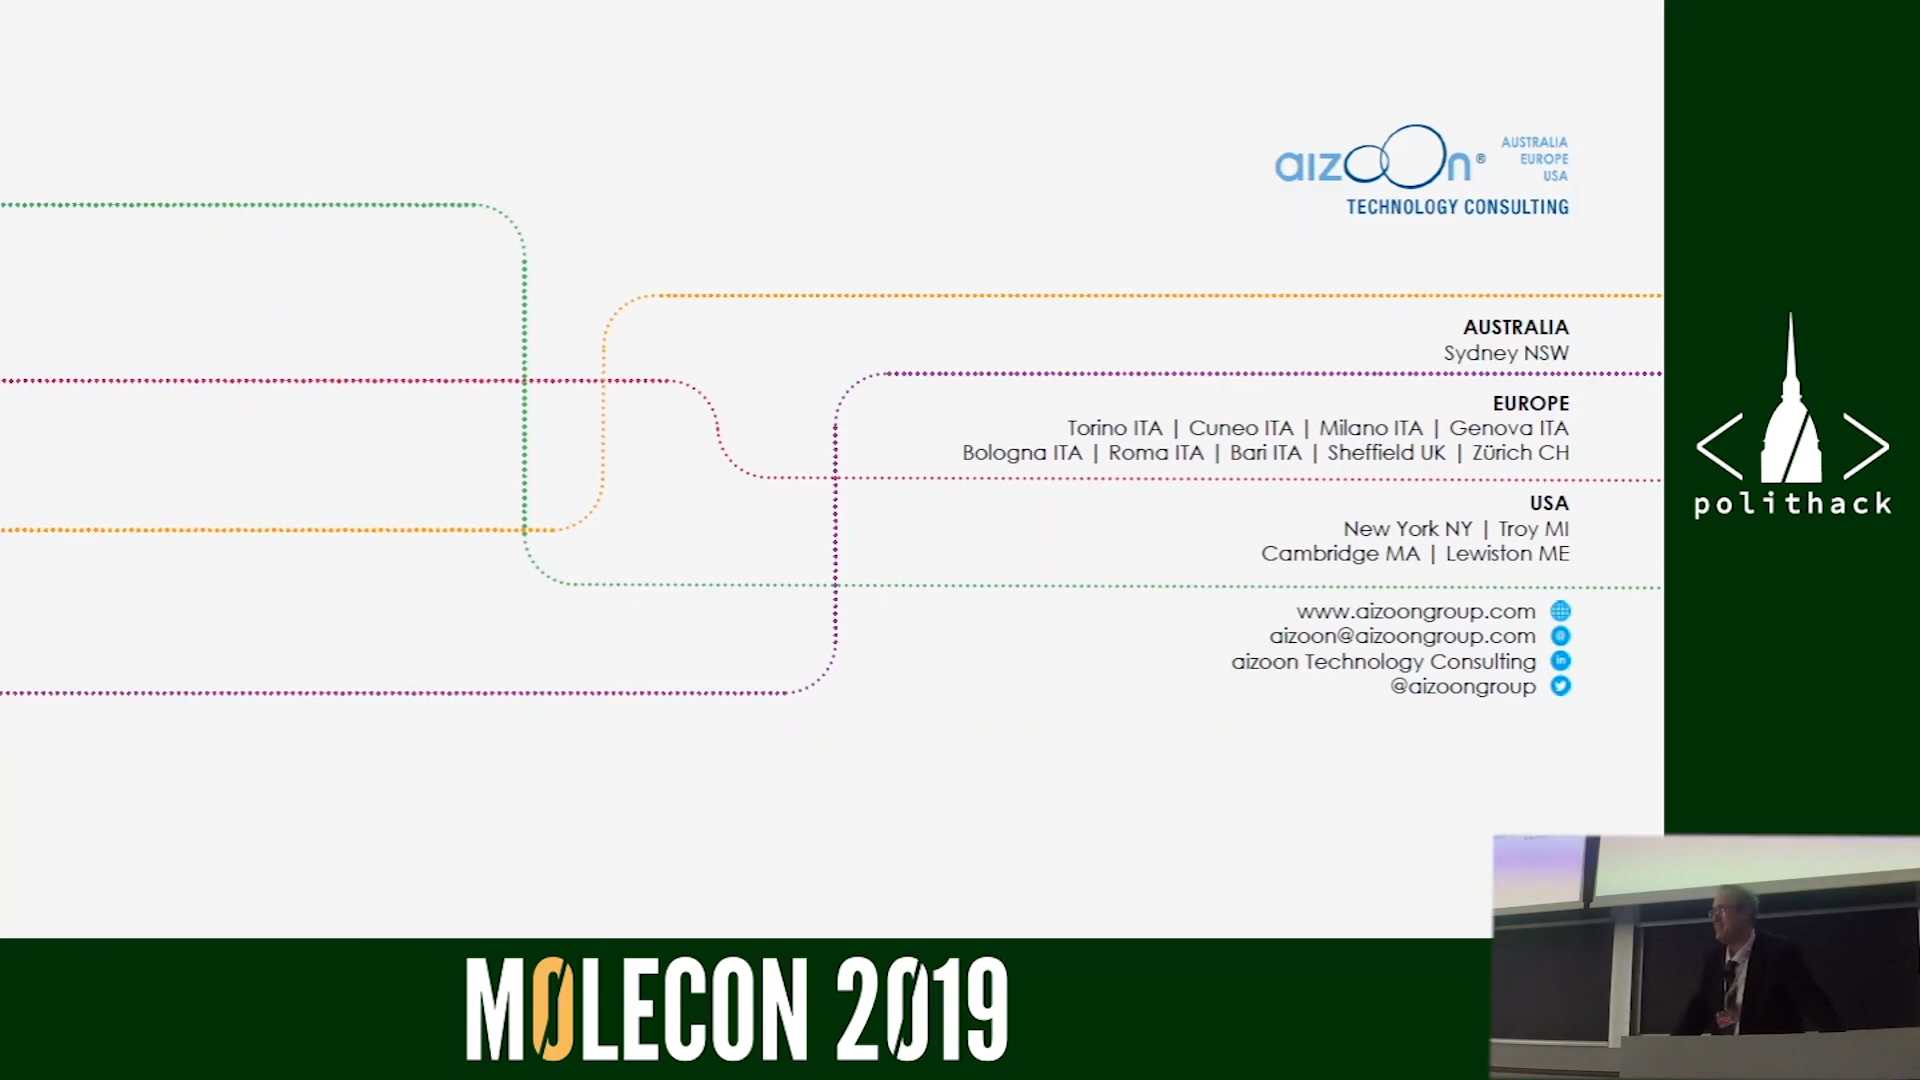 aizoOn®
AUSTRALIA
EUROPE
USA
TECHNOLOGY CONSULTING
AUSTRALIA
Sydney NSW
EUROPE
Torino ITA | Cuneo ITA | Milano ITA | Genova ITA
Bologna ITA | Roma ITA | Bari ITA | Sheffield UK | Zürich CH
USA
New York NY | Troy MI
Cambridge MA | Lewiston ME
www.aizoongroup.com
aizoon@aizoongroup.com
aizoon Technology Consulting in
@aizoongroup
< >
polithack
M0LECON 2019